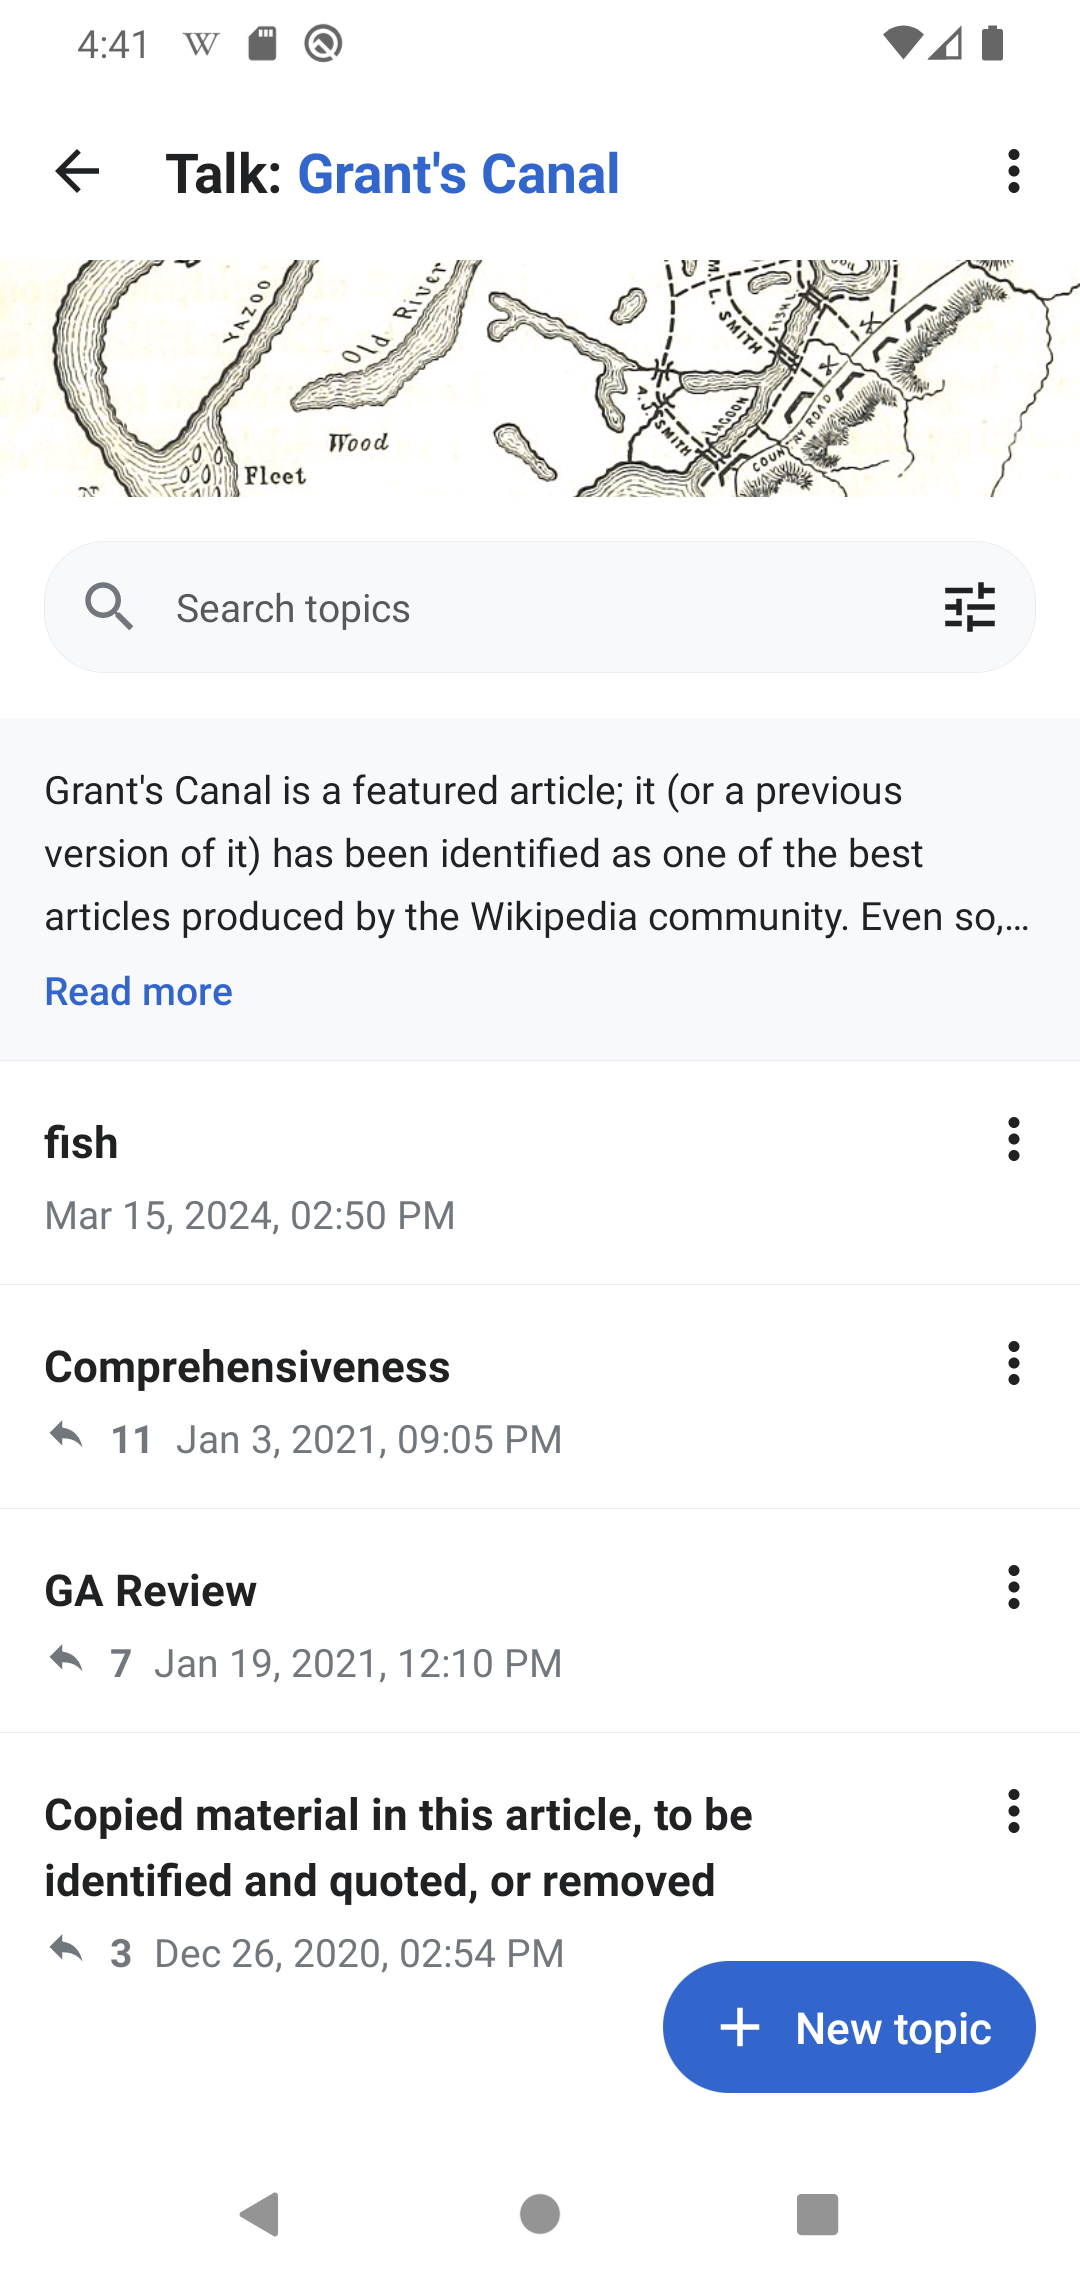 4:41
Talk: Grant's Canal
YAZOO
Old River
Wood
Fleet
SMITH
A.J. SMITH
LAGOON
COUNTRY ROAD
Search topics
Grant's Canal is a featured article; it (or a previous
version of it) has been identified as one of the best
articles produced by the Wikipedia community. Even so,...
Read more
fish
Mar 15, 2024, 02:50 PM
Comprehensiveness
11 Jan 3, 2021, 09:05 PM
GA Review
7 Jan 19, 2021, 12:10 PM
Copied material in this article, to be
identified and quoted, or removed
3 Dec 26, 2020, 02:54 PM
New topic